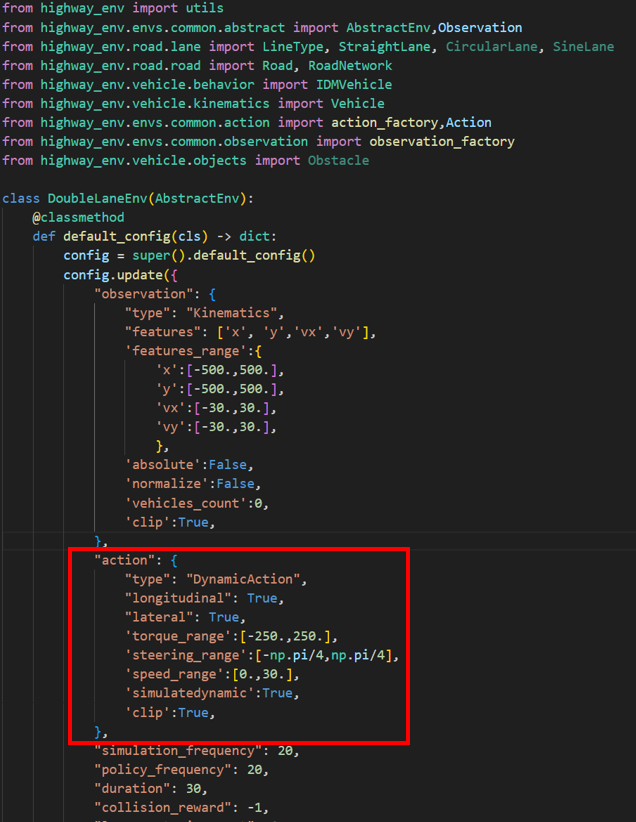 from highway_env import utils
from highway_env.envs.common.abstract import AbstractEnv,Observation
from highway_env.road.lane import LineType, StraightLane, CircularLane, SineLane
from highway_env.road.road import Road, RoadNetwork
from highway_env.vehicle.behavior import IDMVehicle
from highway_env.vehicle.kinematics import Vehicle
from highway_env.envs.common.action import action_factory,Action
from highway_env.envs.common.observation import observation_factory
from highway_env.vehicle.objects import Obstacle
class DoubleLaneEnv(AbstractEnv):
@classmethod
def default_config(cls) -> dict:
config = super().default_config()
config.update({
"observation": {
"type": "Kinematics",
"features": ['x', 'y','vx','vy'],
'features_range':{
'x':[-500.,500.],
'y':[-500.,500.],
'vx':[-30.,30.],
'vy':[-30.,30.],
},
'absolute':False,
'normalize':False,
'vehicles_count':0,
'clip':True,
},
"action": {
"type": "DynamicAction",
"longitudinal": True,
"lateral": True,
'torque_range':[-250.,250.],
'steering_range':[-np.pi/4,np.pi/4],
'speed_range':[0.,30.],
'simulatedynamic':True,
'clip':True,
},
"simulation_frequency": 20,
"policy_frequency": 20,
"duration": 30,
"collision_reward": -1,